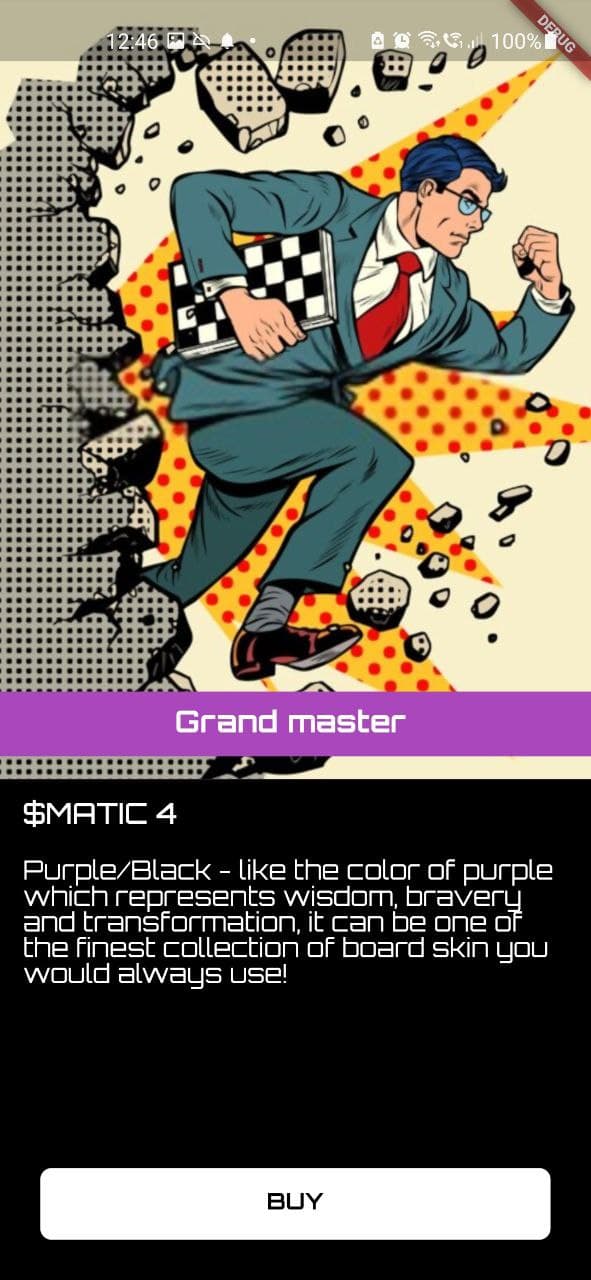 12:46
100%
DEBUG
Grand master
$MATIC 4
Purple/Black - like the color of purple
which represents wisdom, bravery
and transformation, it can be one of
the finest collection of board skin you
would always use!
BUY